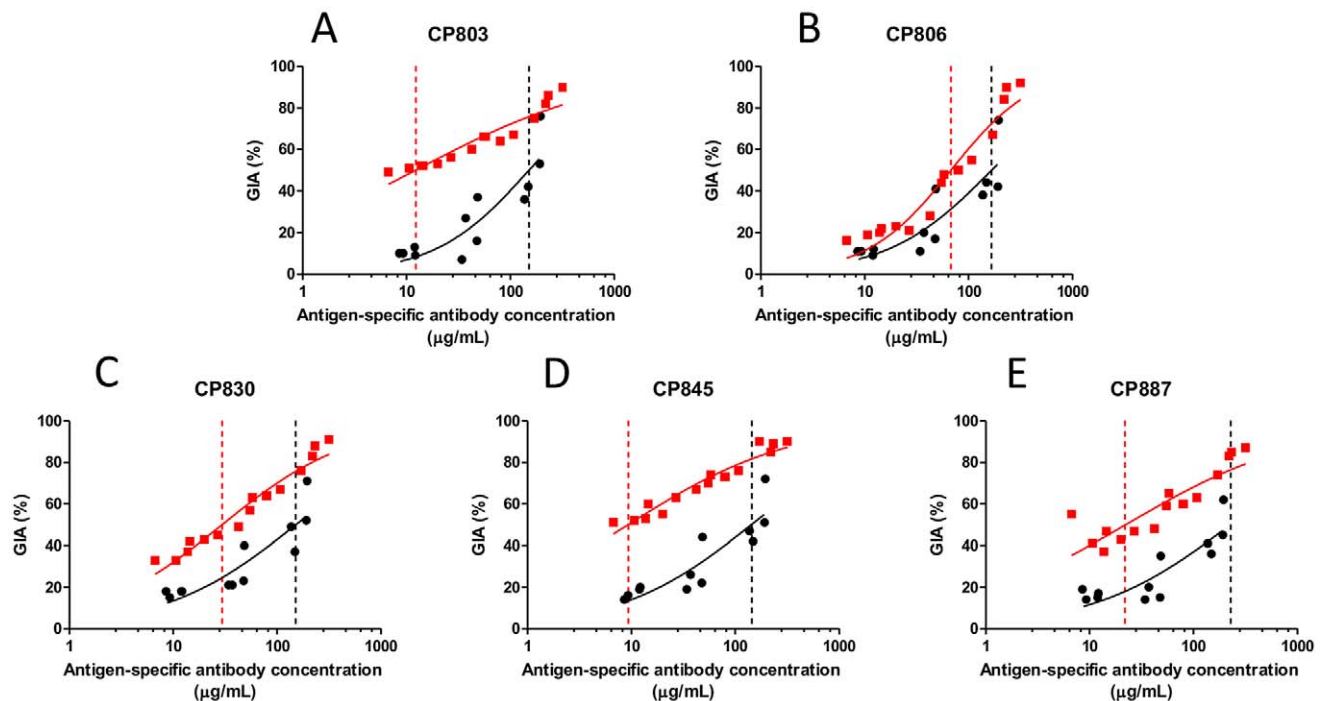 A
CP803
100
80
60
40
20
0
GIA (%)
1
10
100
1000
Antigen-specific antibody concentration
(μg/mL)
B
CP806
100
80
60
40
20
0
GIA (%)
1
10
100
1000
Antigen-specific antibody concentration
(μg/mL)
C
CP830
100
80
60
40
20
0
GIA (%)
1
10
100
1000
Antigen-specific antibody concentration
(μg/mL)
D
CP845
100
80
60
40
20
0
GIA (%)
1
10
100
1000
Antigen-specific antibody concentration
(μg/mL)
E
CP887
100
80
60
40
20
0
GIA (%)
1
10
100
1000
Antigen-specific antibody concentration
(μg/mL)